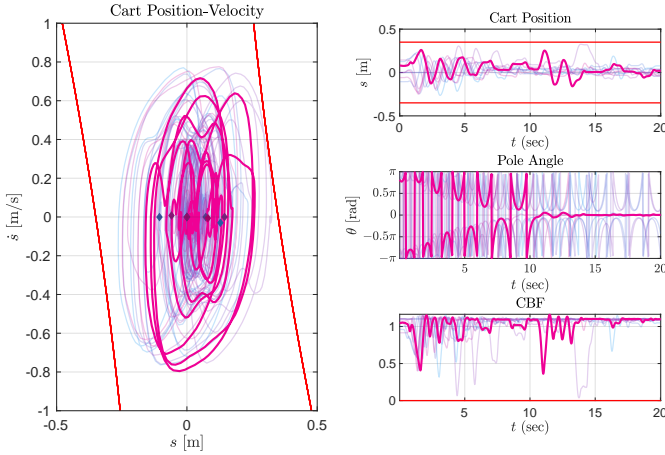 Cart Position-Velocity
1
0.8
0.6
0.4
0.2
0
-0.2
-0.4
-0.6
-0.8
-1
ṡ [m/s]
-0.5
0
0.5
s [m]
Cart Position
0.5
0
-0.5
s [m]
0
5
10
15
20
t (sec)
Pole Angle
π
0.5π
0
−0.5π
−π
θ [rad]
0
5
10
15
20
t (sec)
CBF
1
0.5
0
5
10
15
20
t (sec)